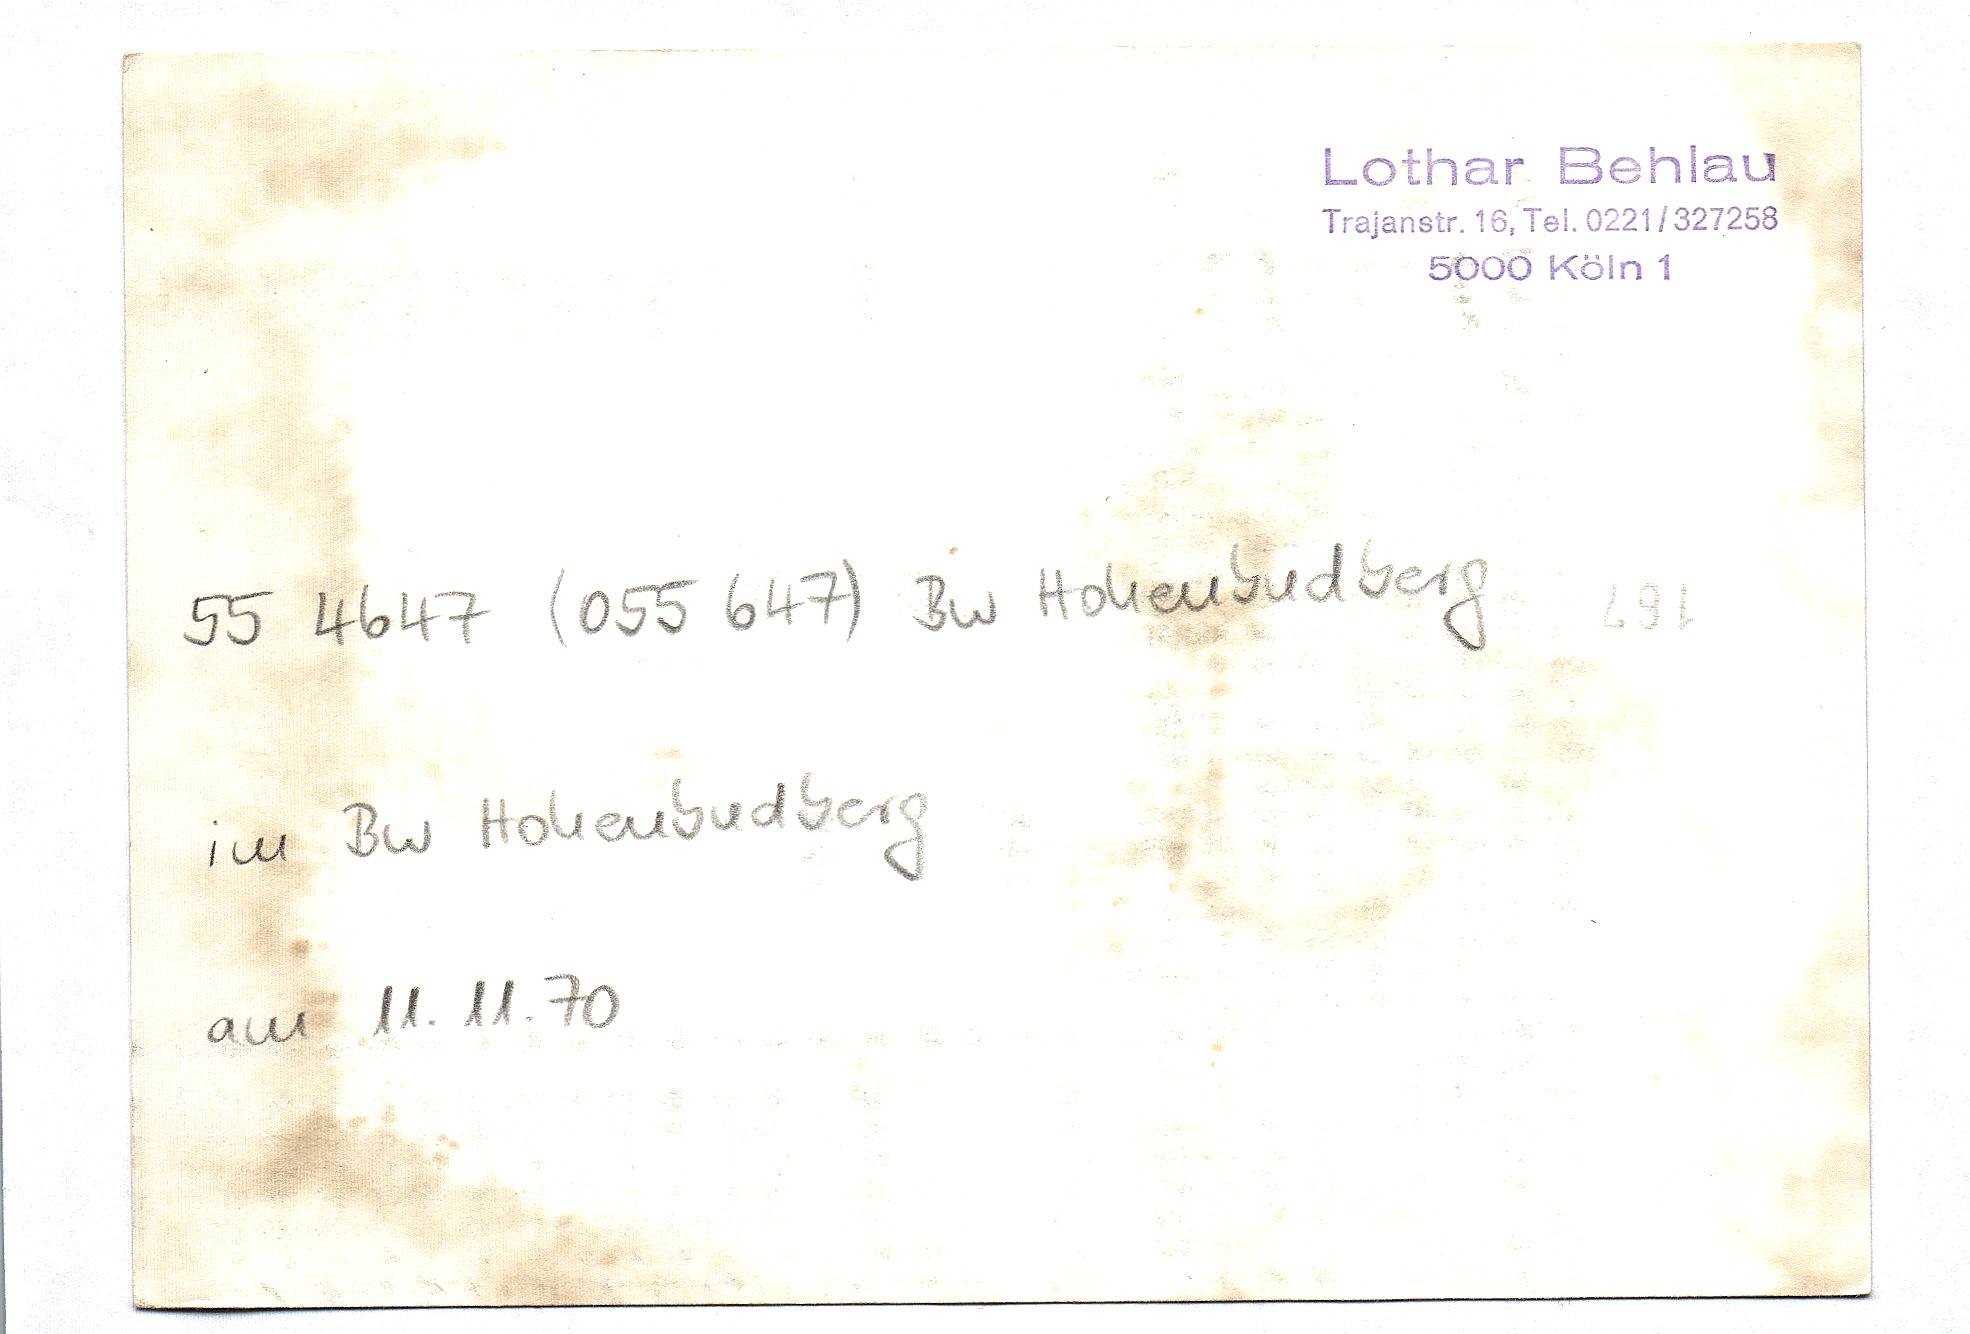 Lothar Behlau
Trajanstr. 16, Tel. 0221/327258
5000 Köln 1
55 4647 (055 647) Bw Hohenbudberg
im Bw Hohenbudberg
am 11.11.70